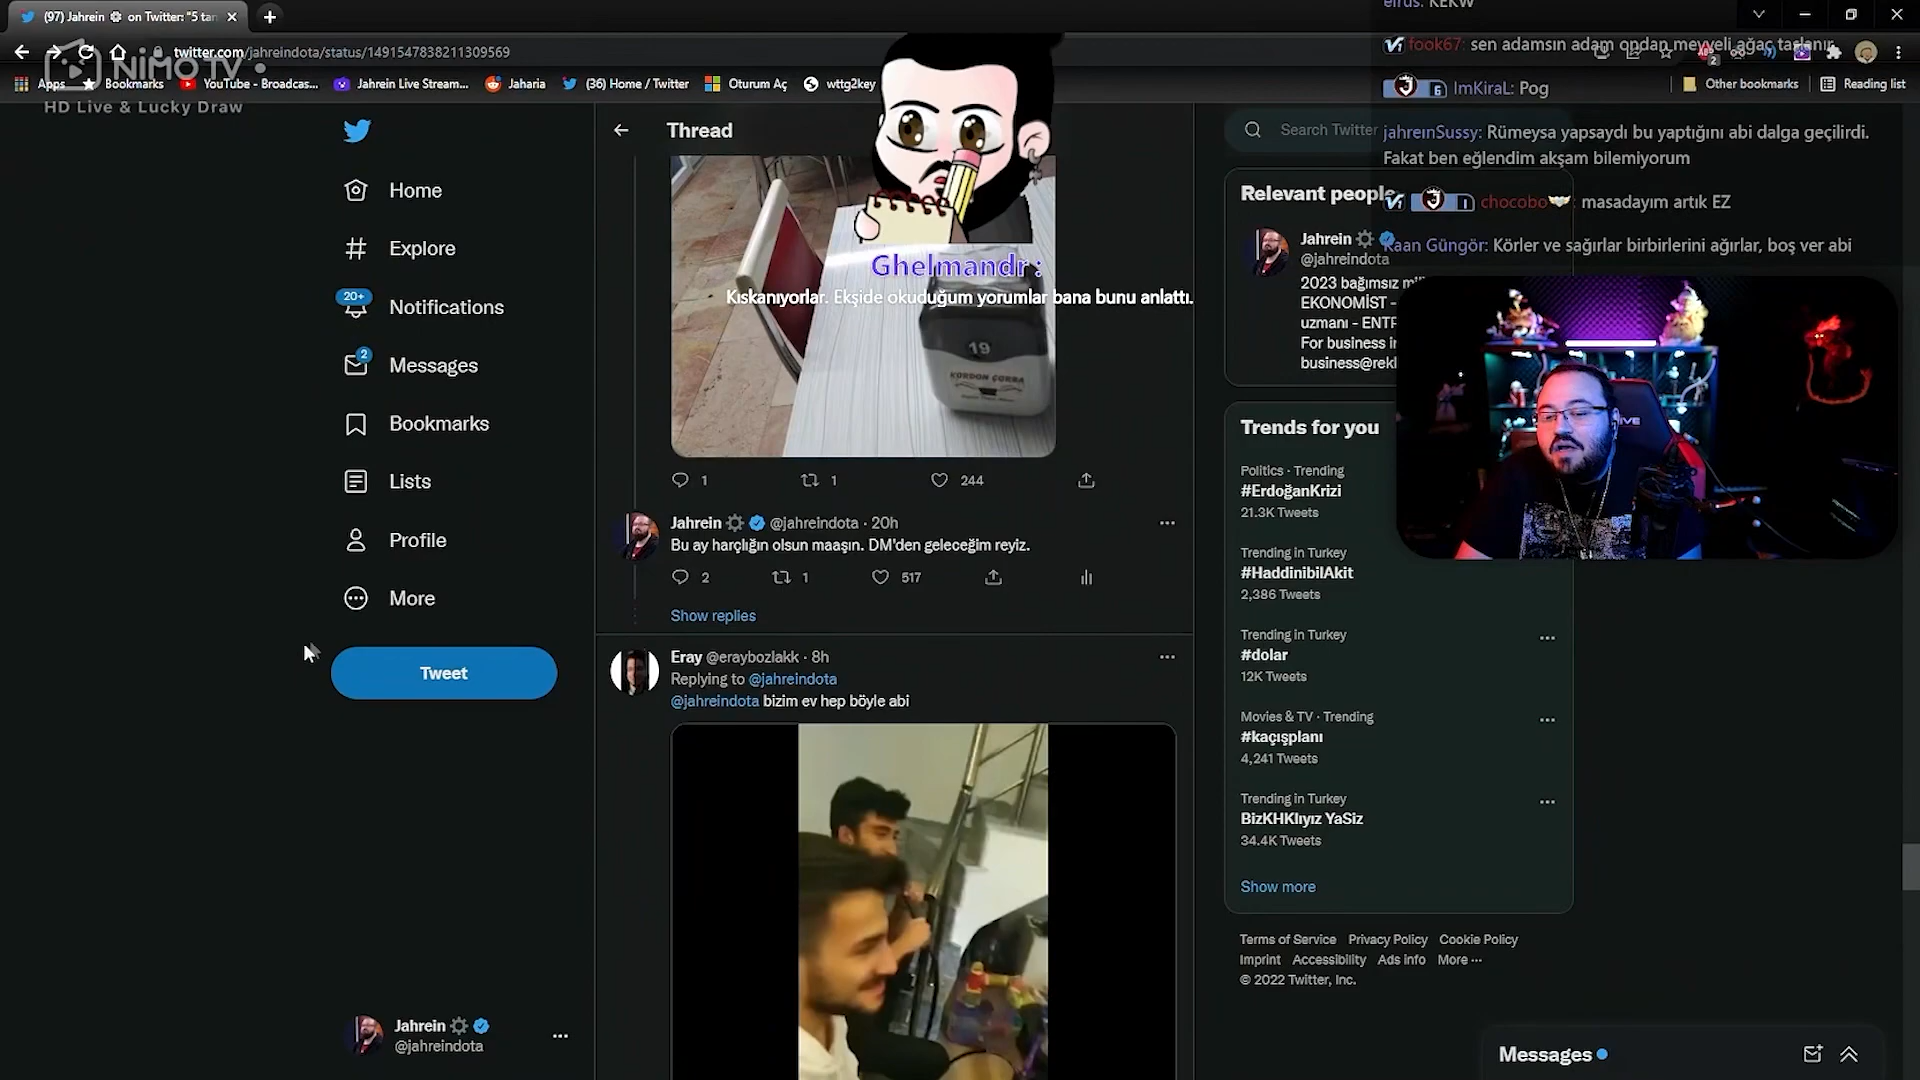 (97) Jahrein on Twitter: "5 tan
twitter.com/jahreindota/status/1491547838211309569
NIMO TV
HD Live & Lucky Draw
Apps
Bookmarks
YouTube - Broadcas...
Jahrein Live Stream...
Jaharia
(36) Home / Twitter
Oturum Aç
wttg2key
Other bookmarks
Reading list
KEKW
fook67: sen adamsın adam ondan meyveli ağaç taşlanır
6 ImKiraL: Pog
jahreinSussy: Rümeysa yapsaydı bu yaptığını abi dalga geçilirdi.
Fakat ben eğlendim akşam bilemiyorum
chocobo: masadayım artık EZ
Kaan Güngör: Körler ve sağırlar birbirlerini ağırlar, boş ver abi
Home
Explore
20+
Notifications
2
Messages
Bookmarks
Lists
Profile
More
Tweet
Jahrein
@jahreindota
Thread
Ghelmandr :
Kıskanıyorlar. Ekşide okuduğum yorumlar bana bunu anlattı.
19
KORDON ÇORBA
1 1 244
Jahrein @jahreindota · 20h
Bu ay harçlığın olsun maaşın. DM'den geleceğim reyiz.
2 1 517
Show replies
Eray @eraybozlakk · 8h
Replying to @jahreindota
@jahreindota bizim ev hep böyle abi
Search Twitter
Relevant people
Jahrein
@jahreindota
2023 bağımsız mi
EKONOMİST -
uzmanı - ENTR
For business in
business@rekl
Trends for you
Politics · Trending
#ErdoğanKrizi
21.3K Tweets
Trending in Turkey
#HaddinibilAkit
2,386 Tweets
Trending in Turkey
#dolar
12K Tweets
Movies & TV · Trending
#kaçışplanı
4,241 Tweets
Trending in Turkey
BizKHKlıyız YaSiz
34.4K Tweets
Show more
Terms of Service Privacy Policy Cookie Policy
Imprint Accessibility Ads info More ···
© 2022 Twitter, Inc.
Messages